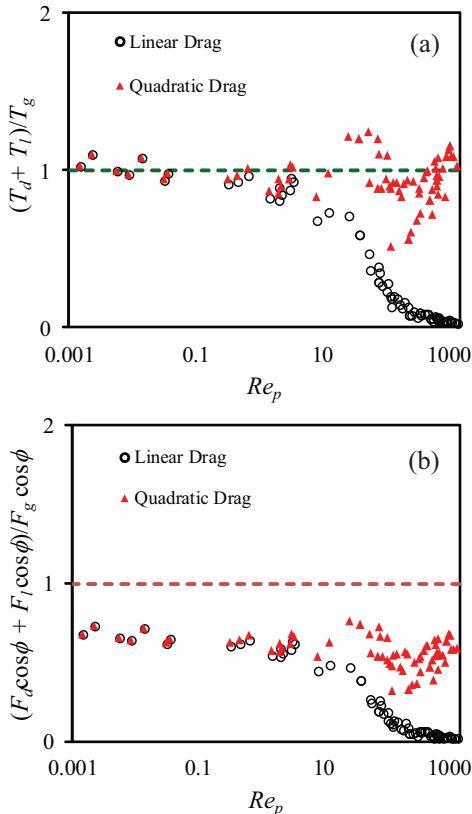 2
(a)
Linear Drag
Quadratic Drag
(T_d + T_l)/T_g
1
0
0.001 0.1 10 1000
Re_p
2
(b)
Linear Drag
Quadratic Drag
(F_d cosϕ + F_l cosϕ)/F_g cosϕ
1
0
0.001 0.1 10 1000
Re_p